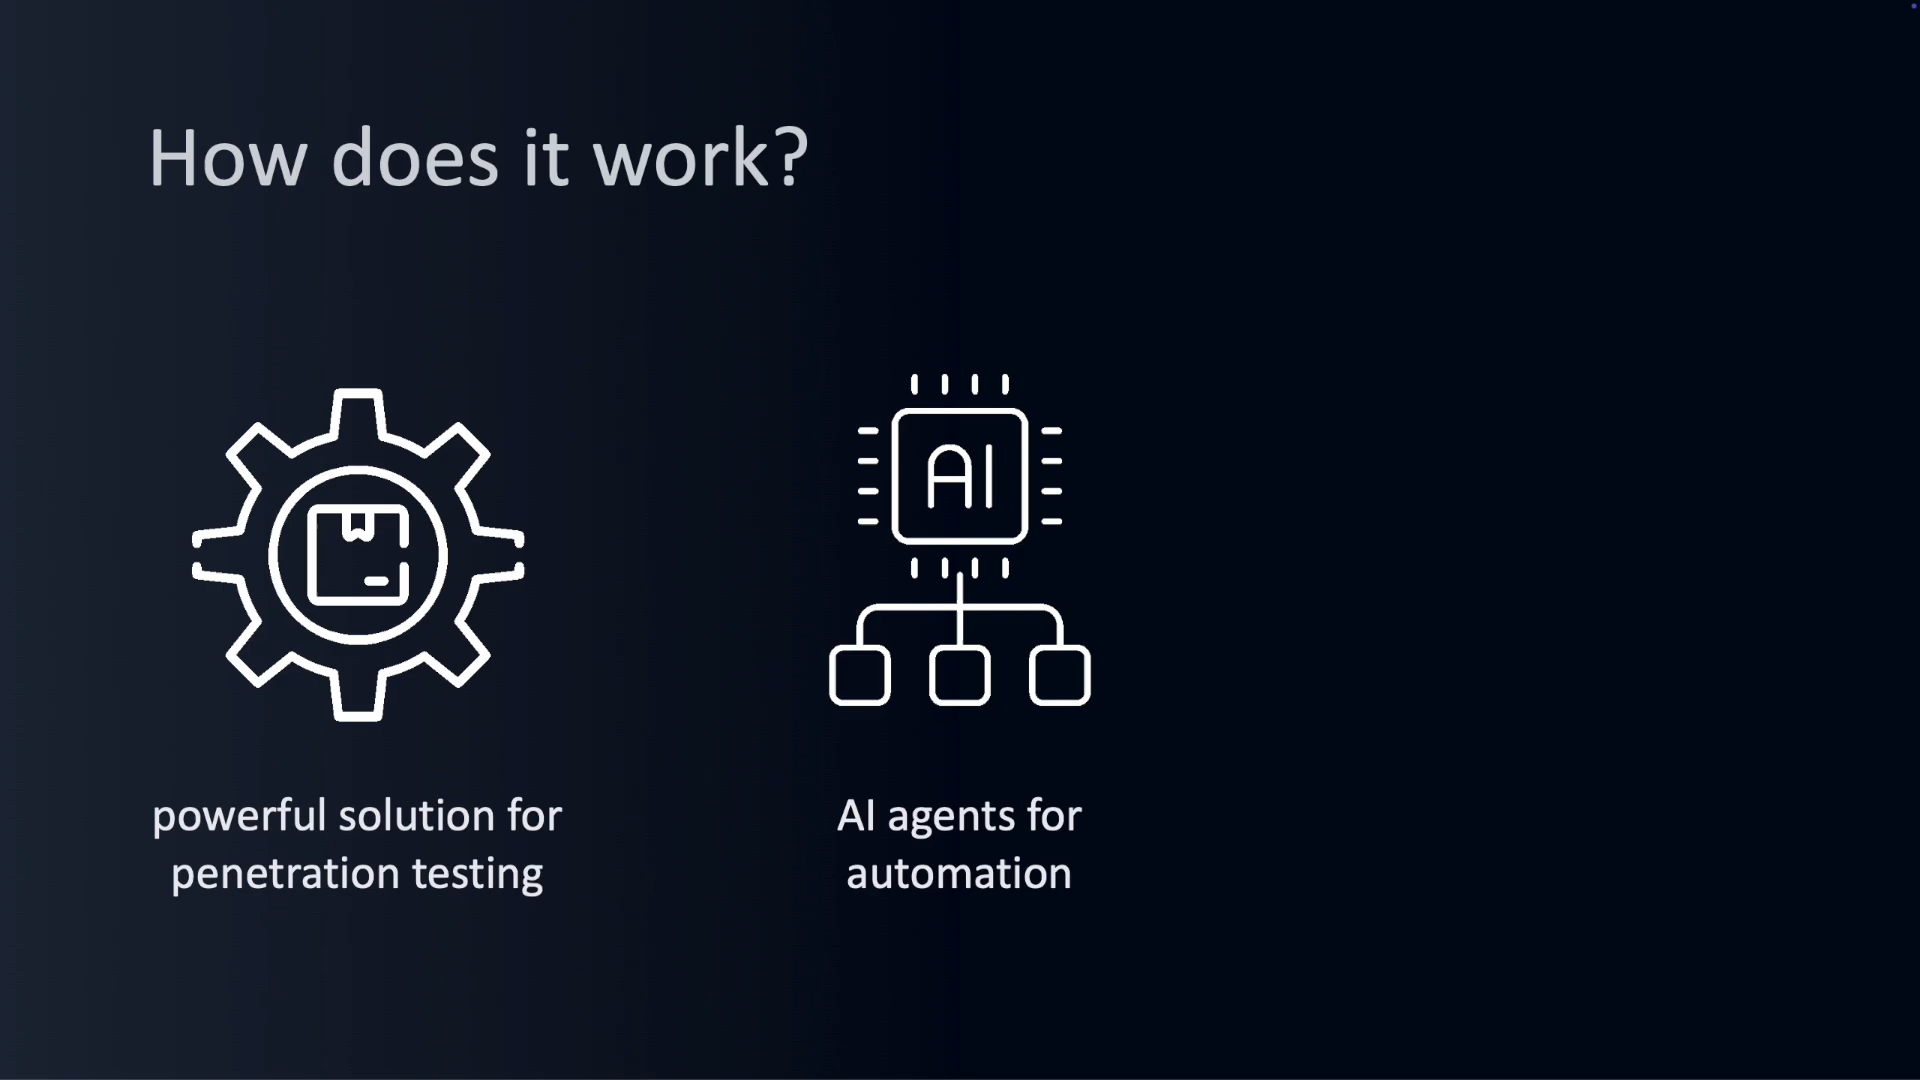 How does it work?
AI
powerful solution for
penetration testing
AI agents for
automation